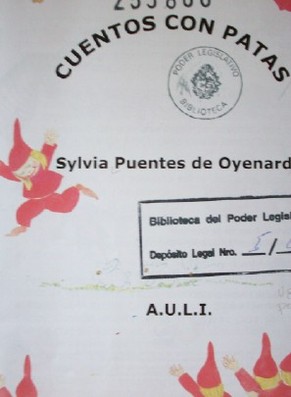 CUENTOS CON PATAS
PODER LEGISLATIVO
BIBLIOTECA
Sylvia Puentes de Oyenard
Biblioteca del Poder Legisl
Depósito Legal Nro. /
A.U.L.I.